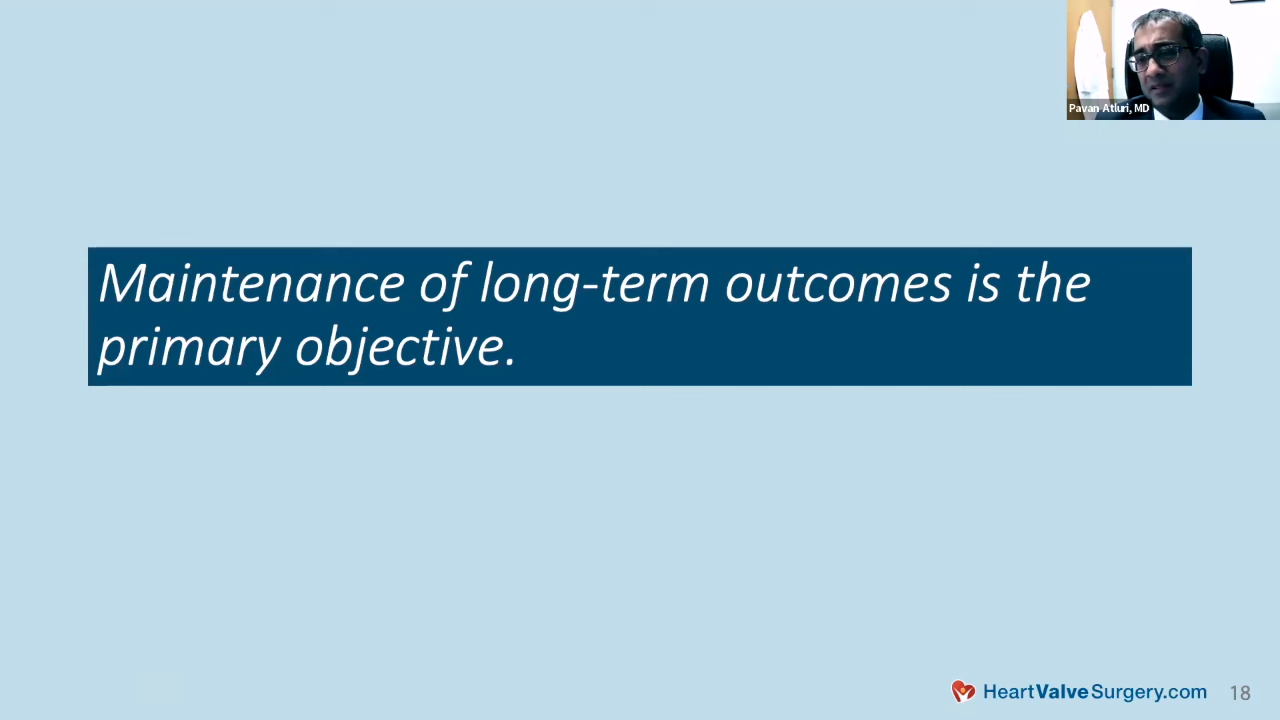 Pavan Atluri, MD
Maintenance of long-term outcomes is the
primary objective.
HeartValveSurgery.com 18